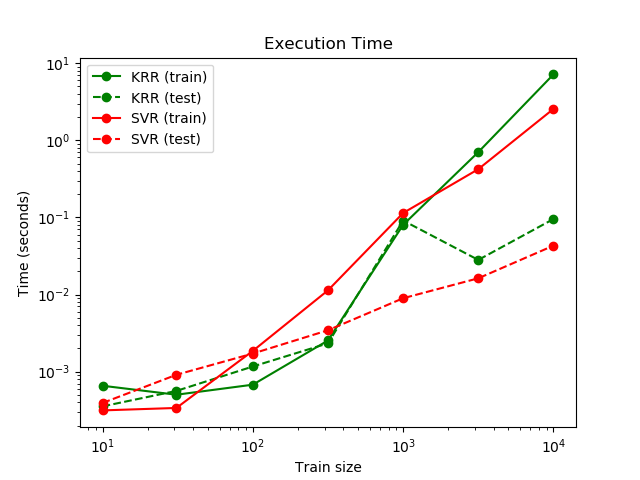 Execution Time
KRR (train)
KRR (test)
SVR (train)
SVR (test)
10¹
10⁰
10⁻¹
10⁻²
10⁻³
Time (seconds)
10¹ 10² 10³ 10⁴
Train size